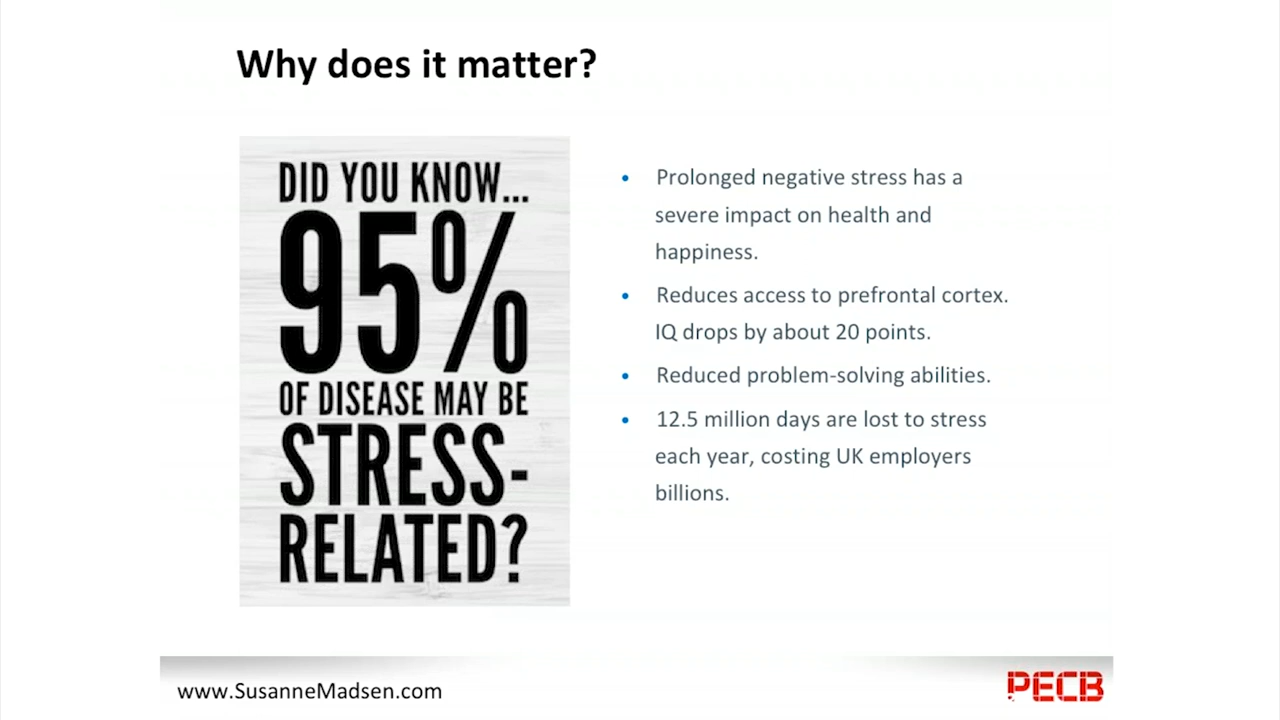 Why does it matter?
DID YOU KNOW...
95%
OF DISEASE MAY BE
STRESS-
RELATED?
• Prolonged negative stress has a
severe impact on health and
happiness.
• Reduces access to prefrontal cortex.
IQ drops by about 20 points.
• Reduced problem-solving abilities.
• 12.5 million days are lost to stress
each year, costing UK employers
billions.
www.SusanneMadsen.com
PECB